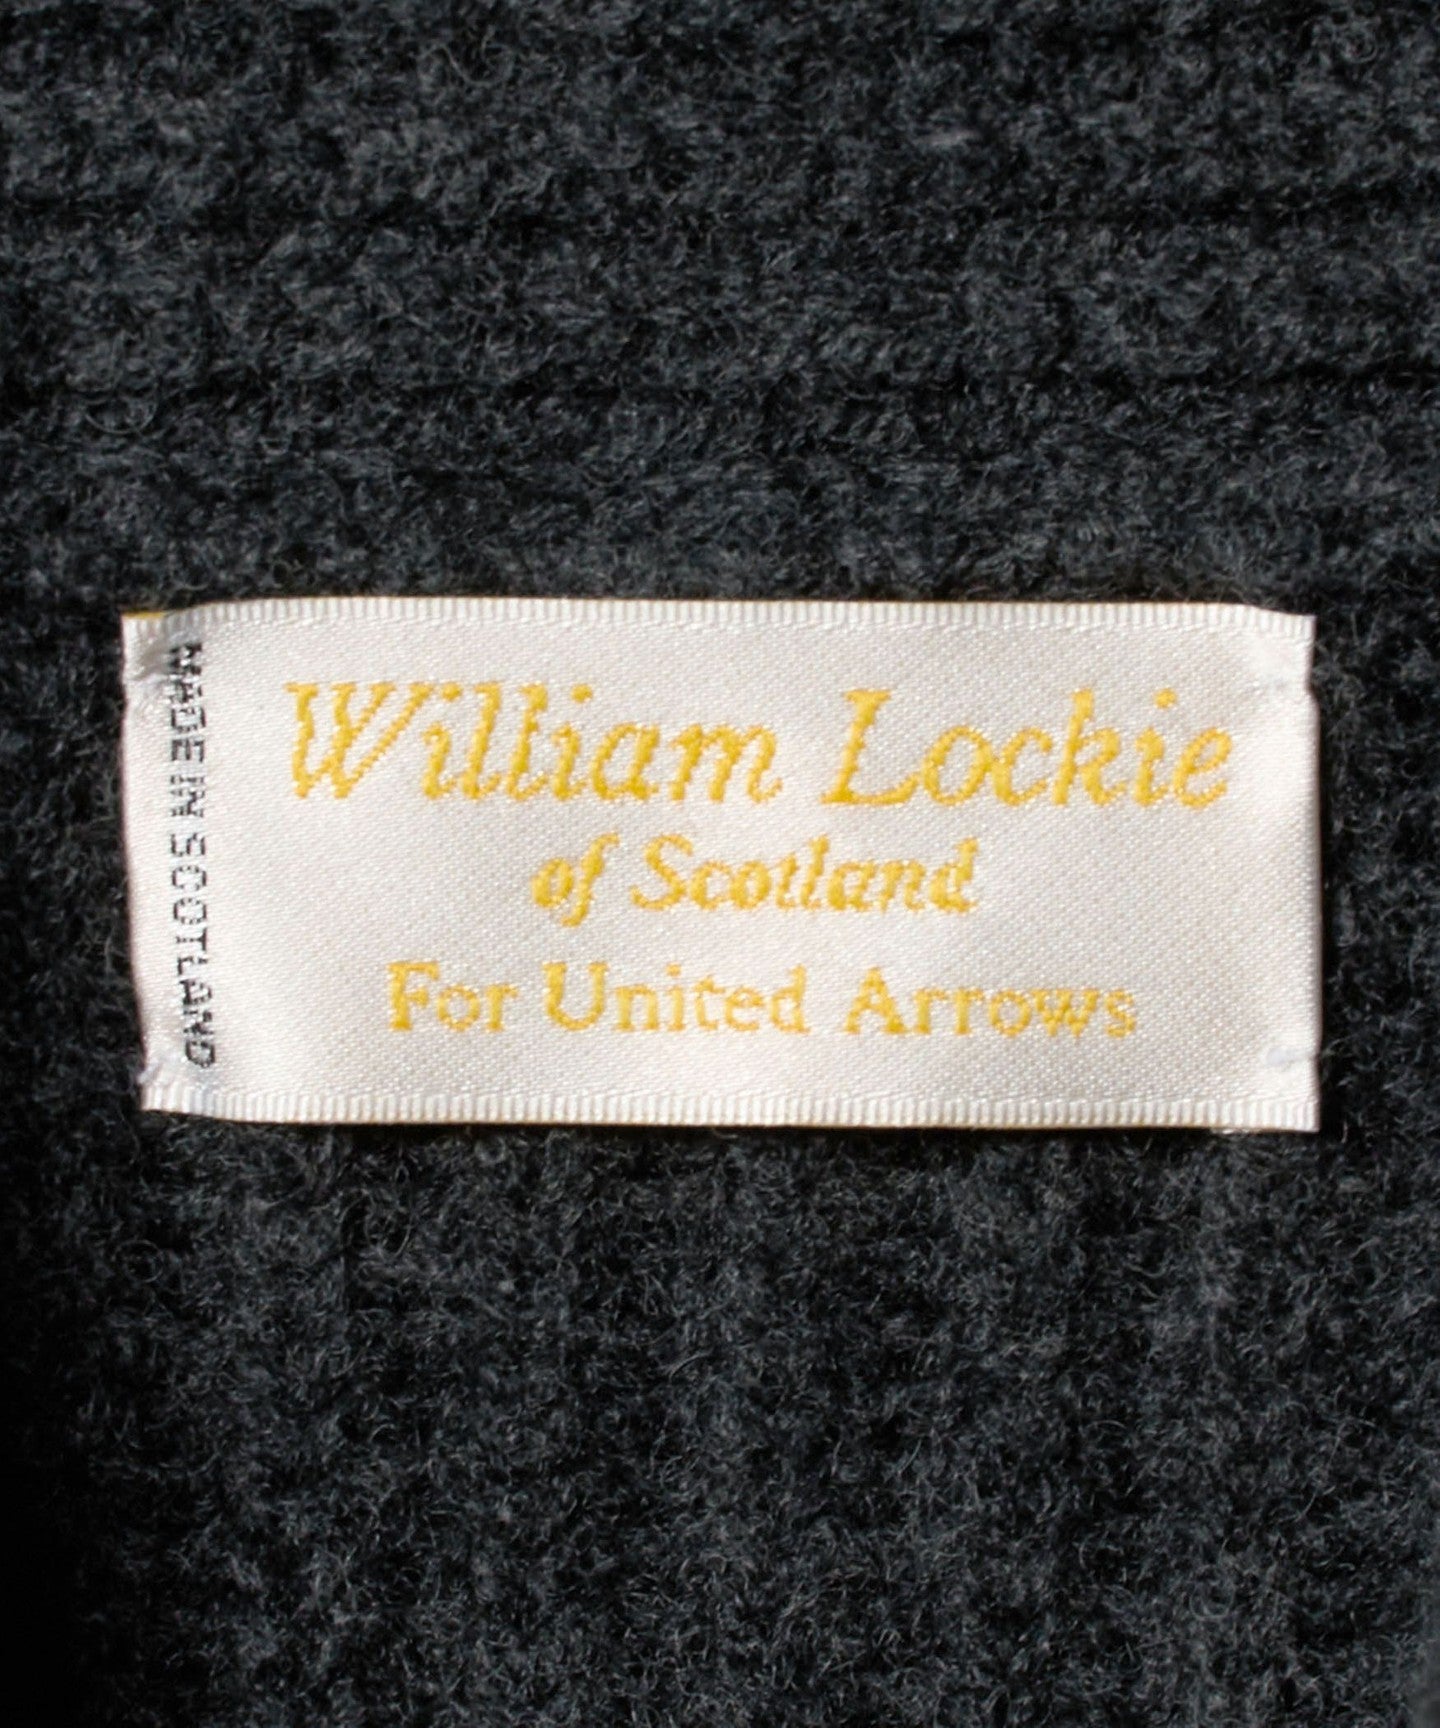 William Lockie
of Scotland
For United Arrows
MADE IN SCOTLAND